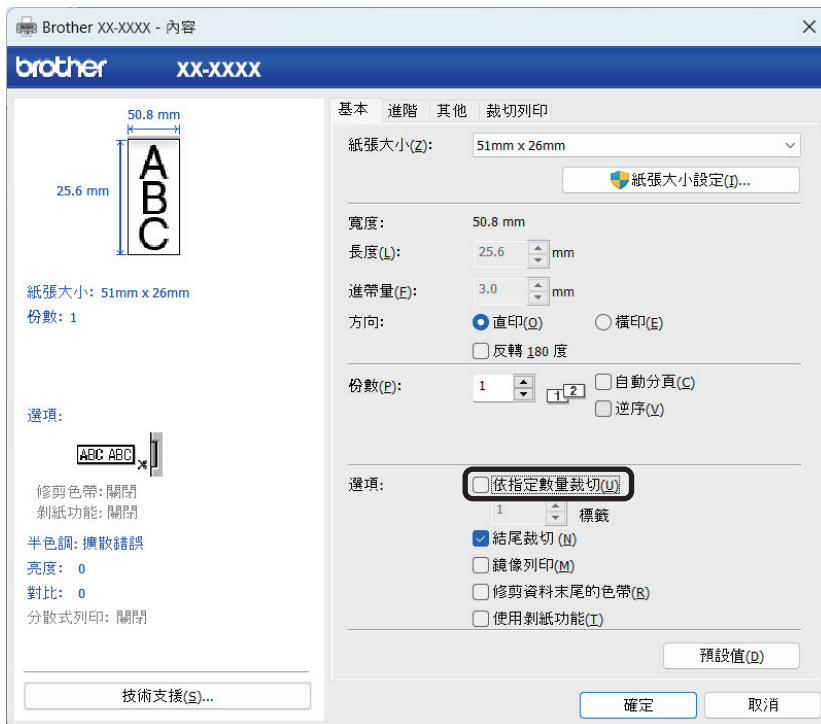 Brother XX-XXXX - 內容
brother XX-XXXX
50.8 mm
25.6 mm
A
B
C
紙張大小: 51mm x 26mm
份數: 1
選項:
ABC ABC
修剪色帶: 關閉
剝紙功能: 關閉
半色調: 擴散錯誤
亮度: 0
對比: 0
分散式列印: 關閉
技術支援(S)...
基本 進階 其他 裁切列印
紙張大小(Z): 51mm x 26mm
紙張大小設定(I)...
寬度: 50.8 mm
長度(L): 25.6 mm
進帶量(F): 3.0 mm
方向: 直印(O) 橫印(E)
反轉 180 度
份數(P): 1 1 2 自動分頁(C)
逆序(V)
選項: 依指定數量裁切(U)
1 標籤
結尾裁切 (N)
鏡像列印(M)
修剪資料末尾的色帶(R)
使用剝紙功能(T)
預設值(D)
確定 取消